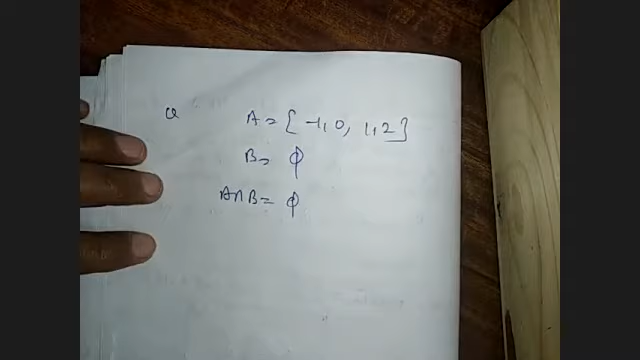 Q A = { -1, 0, 1, 2 }
B = ϕ
A∩B = ϕ